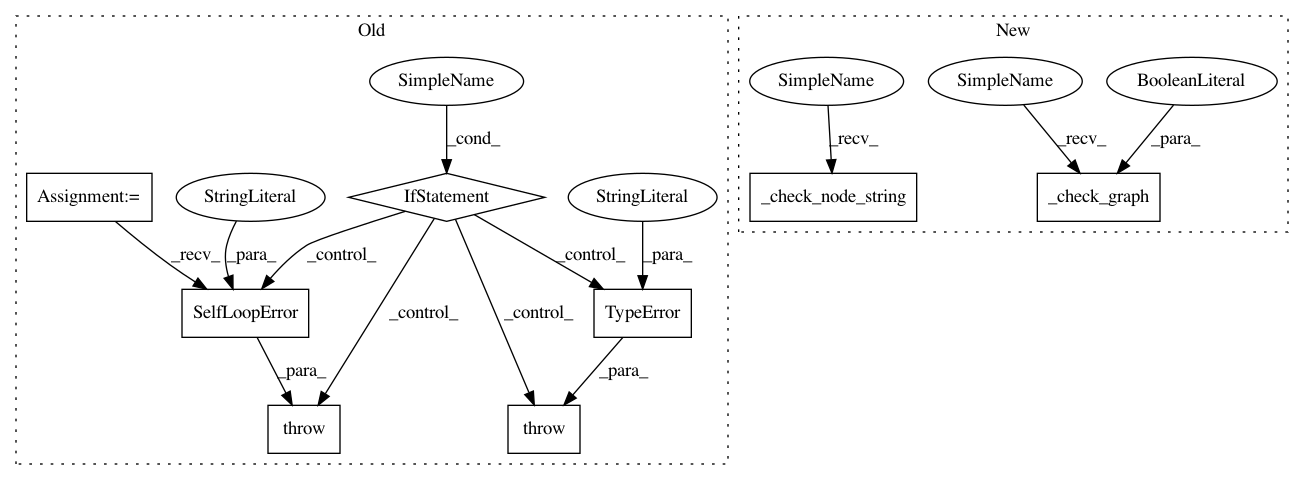 Old
New
SimpleName
SimpleName
SimpleName
BooleanLiteral
_cond_
_recv_
_recv_
_para_
Assignment:=
StringLiteral
IfStatement
StringLiteral
_check_node_string
_check_graph
_recv_
_para_
_control_
_control_
_para_
SelfLoopError
_control_
_control_
TypeError
_para_
_para_
throw
throw